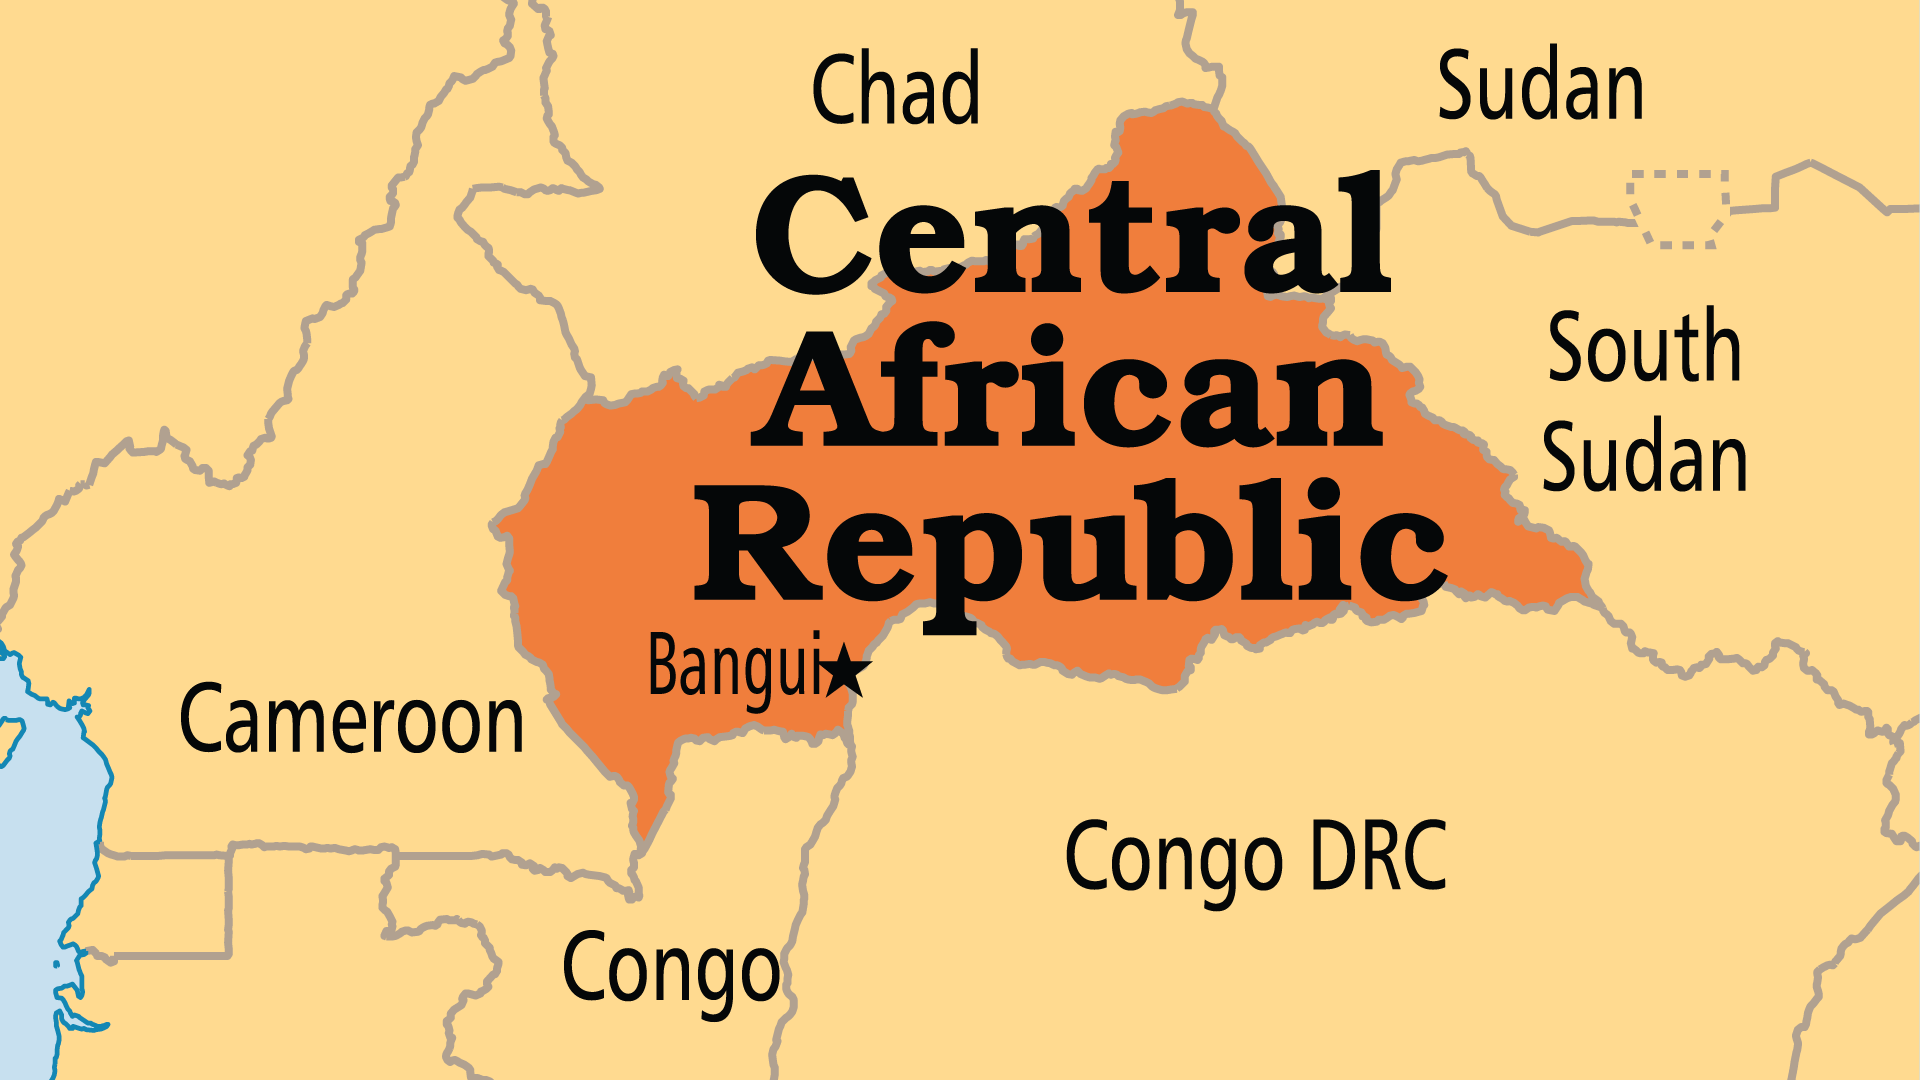 Chad
Sudan
Central
African
Republic
South
Sudan
Bangui
Cameroon
Congo DRC
Congo